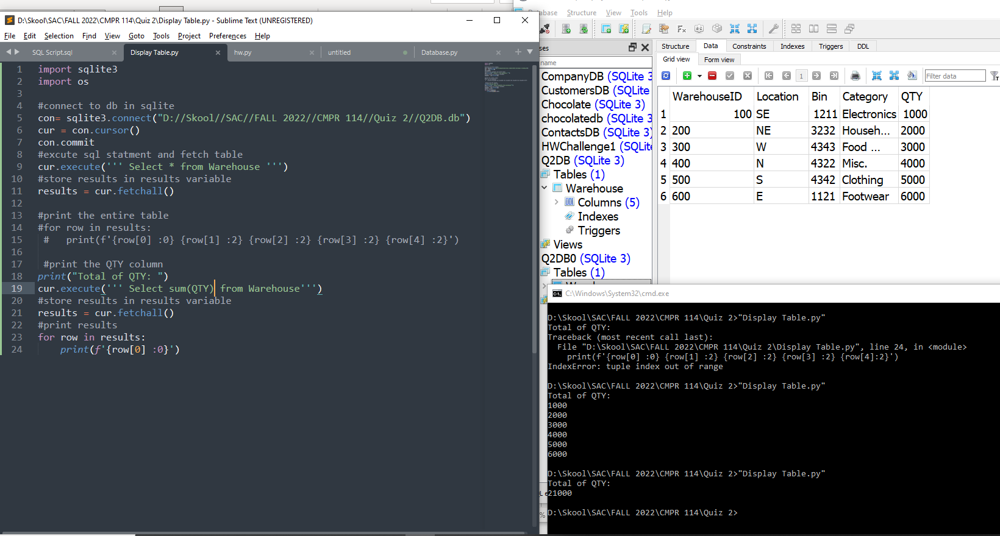 D:\Skool\SAC\FALL 2022\CMPR 114\Quiz 2\Display Table.py - Sublime Text (UNREGISTERED)
File Edit Selection Find View Goto Tools Project Preferences Help
SQL Script.sql Display Table.py hw.py untitled Database.py
1 import sqlite3
2 import os
3
4 #connect to db in sqlite
5 con= sqlite3.connect("D://Skool//SAC//FALL 2022//CMPR 114//Quiz 2//Q2DB.db")
6 cur = con.cursor()
7 con.commit
8 #excute sql statment and fetch table
9 cur.execute(''' Select * from Warehouse ''')
10 #store results in results variable
11 results = cur.fetchall()
12
13 #print the entire table
14 #for row in results:
15 #   print(f'{row[0] :0} {row[1] :2} {row[2] :2} {row[3] :2} {row[4] :2}')
16
17 #print the QTY column
18 print("Total of QTY: ")
19 cur.execute(''' Select sum(QTY) from Warehouse''')
20 #store results in results variable
21 results = cur.fetchall()
22 #print results
23 for row in results:
24     print(f'{row[0] :0}')
Database Structure View Tools Help
ses
name
CompanyDB (SQLite 3
CustomersDB (SQLite
Chocolate (SQLite 3)
chocolatedb (SQLite 3
ContactsDB (SQLite 3)
HWChallenge1 (SQLit
Q2DB (SQLite 3)
Tables (1)
Warehouse
Columns (5)
Indexes
Triggers
Views
Q2DB0 (SQLite 3)
Tables (1)
Structure Data Constraints Indexes Triggers DDL
Grid view Form view
1 Filter data
WarehouseID Location Bin Category QTY
1 100 SE 1211 Electronics 1000
2 200 NE 3232 Househ... 2000
3 300 W 4343 Food ... 3000
4 400 N 4322 Misc. 4000
5 500 S 4342 Clothing 5000
6 600 E 1121 Footwear 6000
C:\Windows\System32\cmd.exe
D:\Skool\SAC\FALL 2022\CMPR 114\Quiz 2>"Display Table.py"
Total of QTY:
Traceback (most recent call last):
  File "D:\Skool\SAC\FALL 2022\CMPR 114\Quiz 2\Display Table.py", line 24, in <module>
    print(f'{row[0] :0} {row[1] :2} {row[2] :2} {row[3] :2} {row[4]:2}')
IndexError: tuple index out of range
D:\Skool\SAC\FALL 2022\CMPR 114\Quiz 2>"Display Table.py"
Total of QTY:
1000
2000
3000
4000
5000
6000
D:\Skool\SAC\FALL 2022\CMPR 114\Quiz 2>"Display Table.py"
Total of QTY:
21000
D:\Skool\SAC\FALL 2022\CMPR 114\Quiz 2>